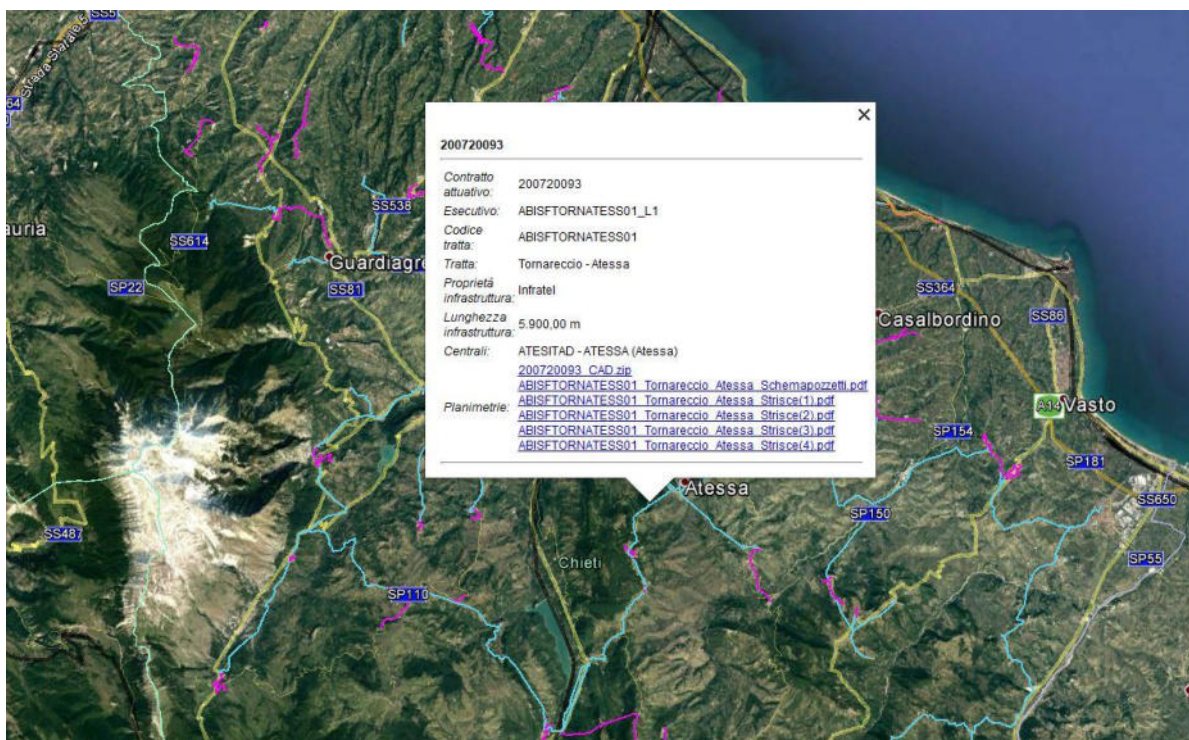 SS5
Strada Statale 5
64
200720093
Contratto attuativo: 200720093
Esecutivo: ABISFTORNATESS01_L1
Codice tratta: ABISFTORNATESS01
Tratta: Tornareccio - Atessa
Proprietà infrastruttura: Infratel
Lunghezza infrastruttura: 5.900,00 m
Centrali: ATESITAD - ATESSA (Atessa)
Planimetrie: 200720093_CAD.zip
ABISFTORNATESS01_Tornareccio_Atessa_Schemapozzetti.pdf
ABISFTORNATESS01_Tornareccio_Atessa_Strisce(1).pdf
ABISFTORNATESS01_Tornareccio_Atessa_Strisce(2).pdf
ABISFTORNATESS01_Tornareccio_Atessa_Strisce(3).pdf
ABISFTORNATESS01_Tornareccio_Atessa_Strisce(4).pdf
SS538
auria
SS614
Guardiagre
SP22
SS81
SS364
SS86
Casalbordino
A14
Vasto
SP154
SP181
Atessa
SS650
SP150
SS487
SP55
Chieti
SP110